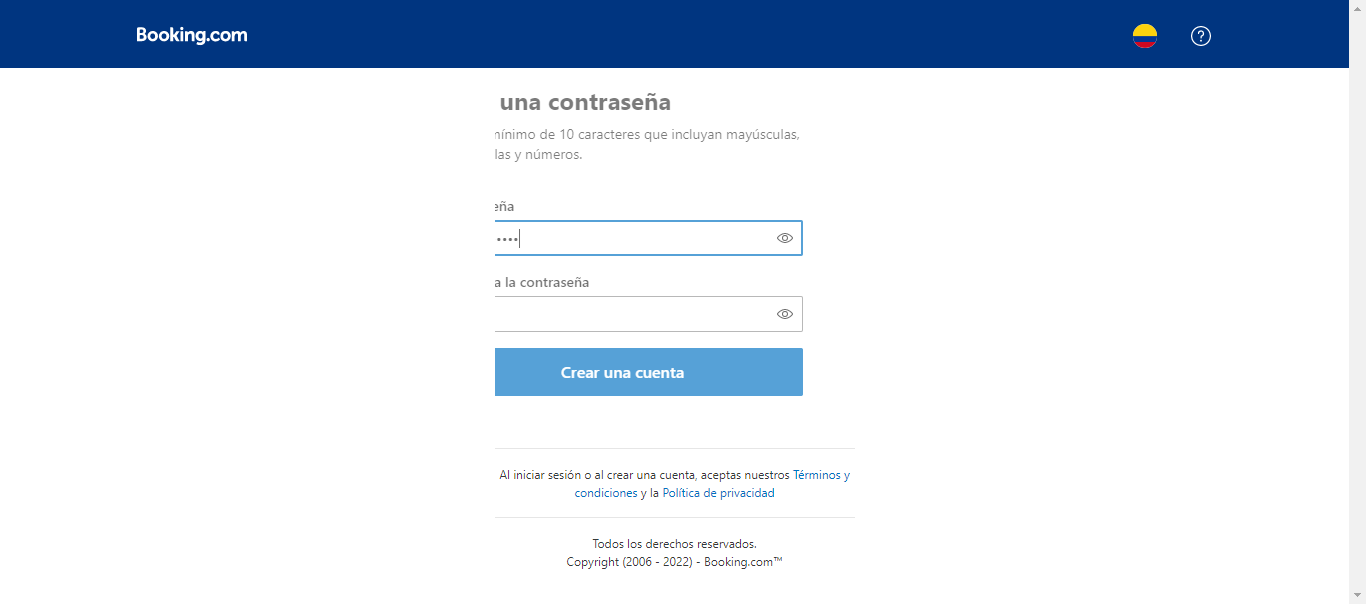 Booking.com
una contraseña
mínimo de 10 caracteres que incluyan mayúsculas,
las y números.
eña
a la contraseña
Crear una cuenta
Al iniciar sesión o al crear una cuenta, aceptas nuestros Términos y
condiciones y la Política de privacidad
Todos los derechos reservados.
Copyright (2006 - 2022) - Booking.com™